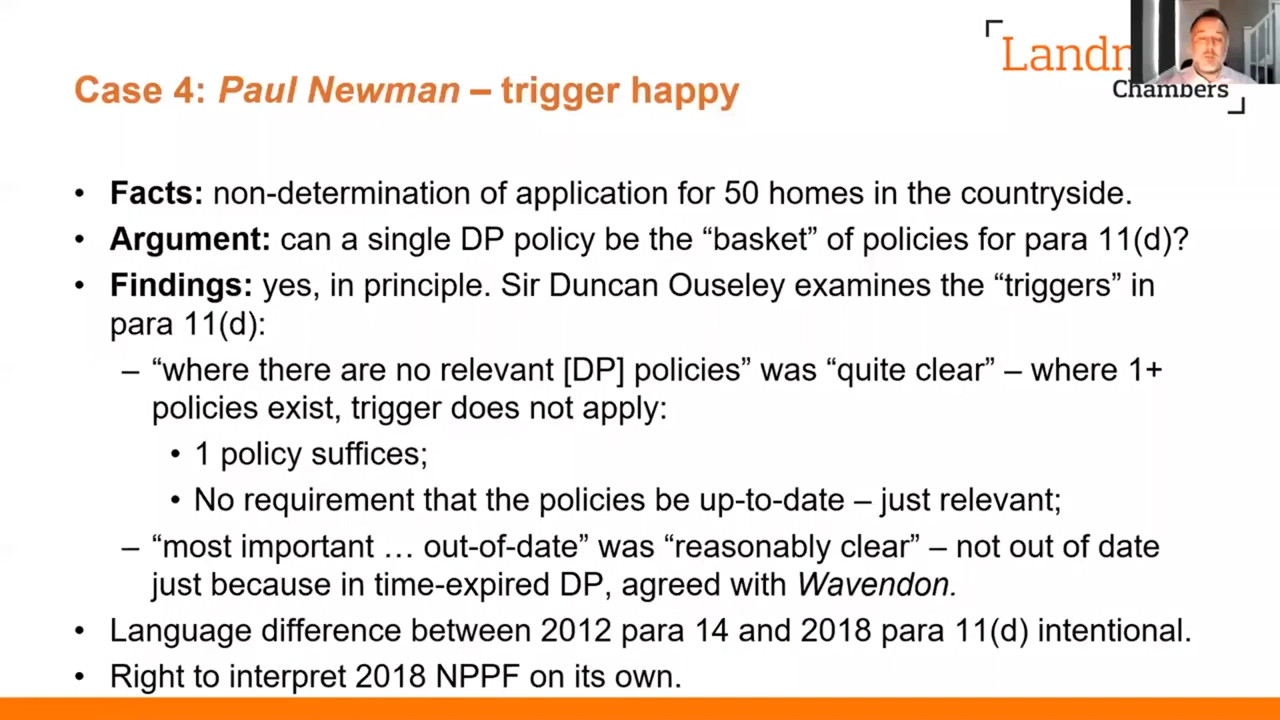 Case 4: Paul Newman – trigger happy
Chambers
• Facts: non-determination of application for 50 homes in the countryside.
• Argument: can a single DP policy be the “basket” of policies for para 11(d)?
• Findings: yes, in principle. Sir Duncan Ouseley examines the “triggers” in
para 11(d):
– “where there are no relevant [DP] policies” was “quite clear” – where 1+
policies exist, trigger does not apply:
• 1 policy suffices;
• No requirement that the policies be up-to-date – just relevant;
– “most important … out-of-date” was “reasonably clear” – not out of date
just because in time-expired DP, agreed with Wavendon.
• Language difference between 2012 para 14 and 2018 para 11(d) intentional.
• Right to interpret 2018 NPPF on its own.